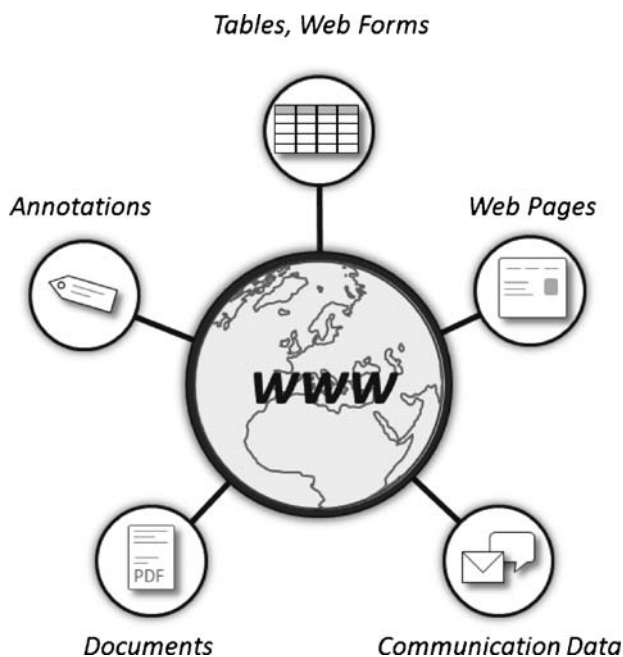 Tables, Web Forms
Annotations
Web Pages
www
PDF
Documents
Communication Data